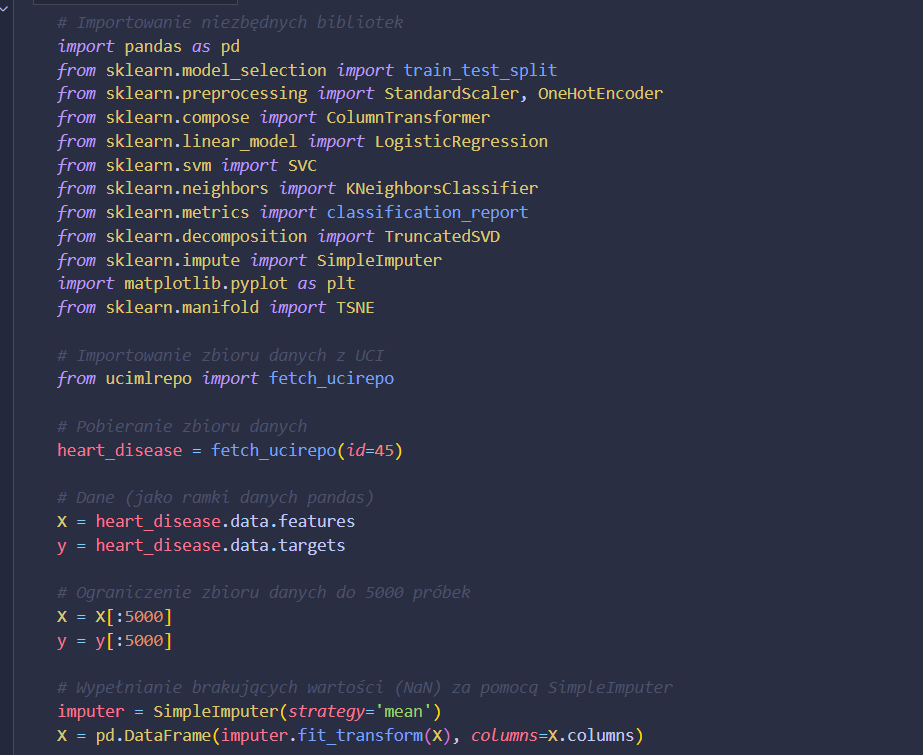 # Importowanie niezbędnych bibliotek
import pandas as pd
from sklearn.model_selection import train_test_split
from sklearn.preprocessing import StandardScaler, OneHotEncoder
from sklearn.compose import ColumnTransformer
from sklearn.linear_model import LogisticRegression
from sklearn.svm import SVC
from sklearn.neighbors import KNeighborsClassifier
from sklearn.metrics import classification_report
from sklearn.decomposition import TruncatedSVD
from sklearn.impute import SimpleImputer
import matplotlib.pyplot as plt
from sklearn.manifold import TSNE

# Importowanie zbioru danych z UCI
from ucimlrepo import fetch_ucirepo

# Pobieranie zbioru danych
heart_disease = fetch_ucirepo(id=45)

# Dane (jako ramki danych pandas)
X = heart_disease.data.features
y = heart_disease.data.targets

# Ograniczenie zbioru danych do 5000 próbek
X = X[:5000]
y = y[:5000]

# Wypełnianie brakujących wartości (NaN) za pomocą SimpleImputer
imputer = SimpleImputer(strategy='mean')
X = pd.DataFrame(imputer.fit_transform(X), columns=X.columns)